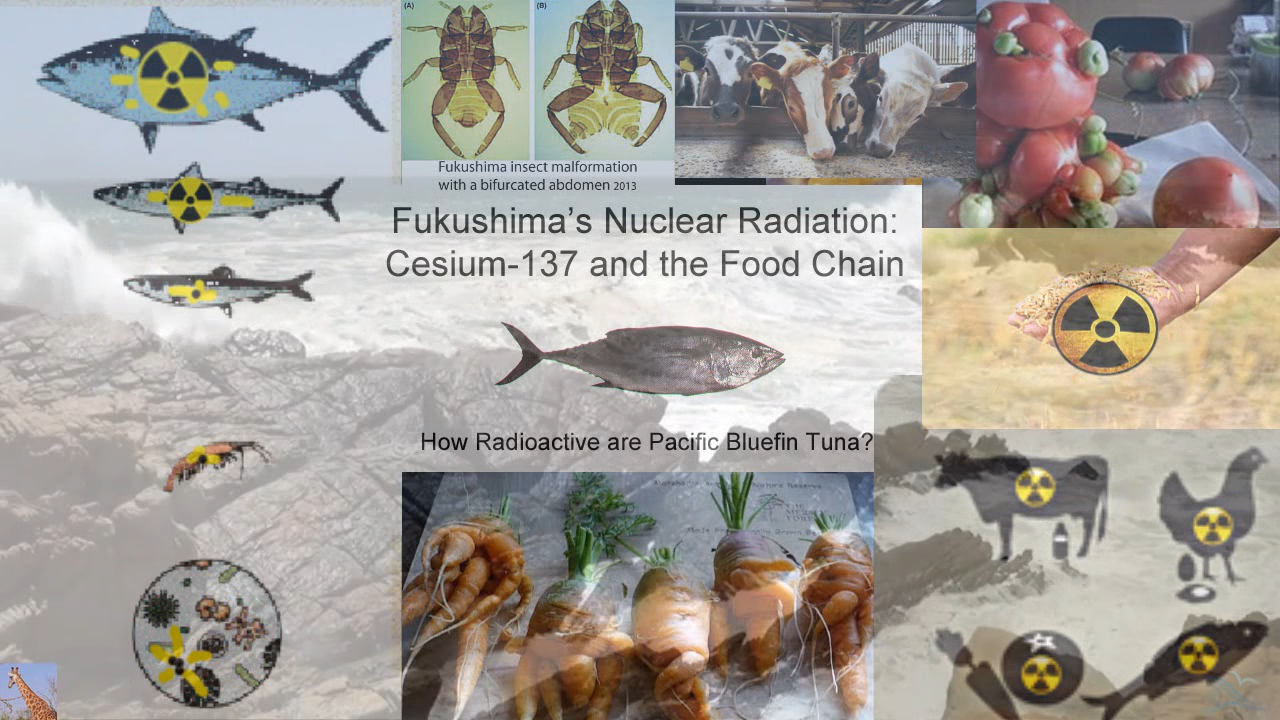 (A)
(B)
Fukushima insect malformation
with a bifurcated abdomen 2013
Fukushima's Nuclear Radiation:
Cesium-137 and the Food Chain
How Radioactive are Pacific Bluefin Tuna?